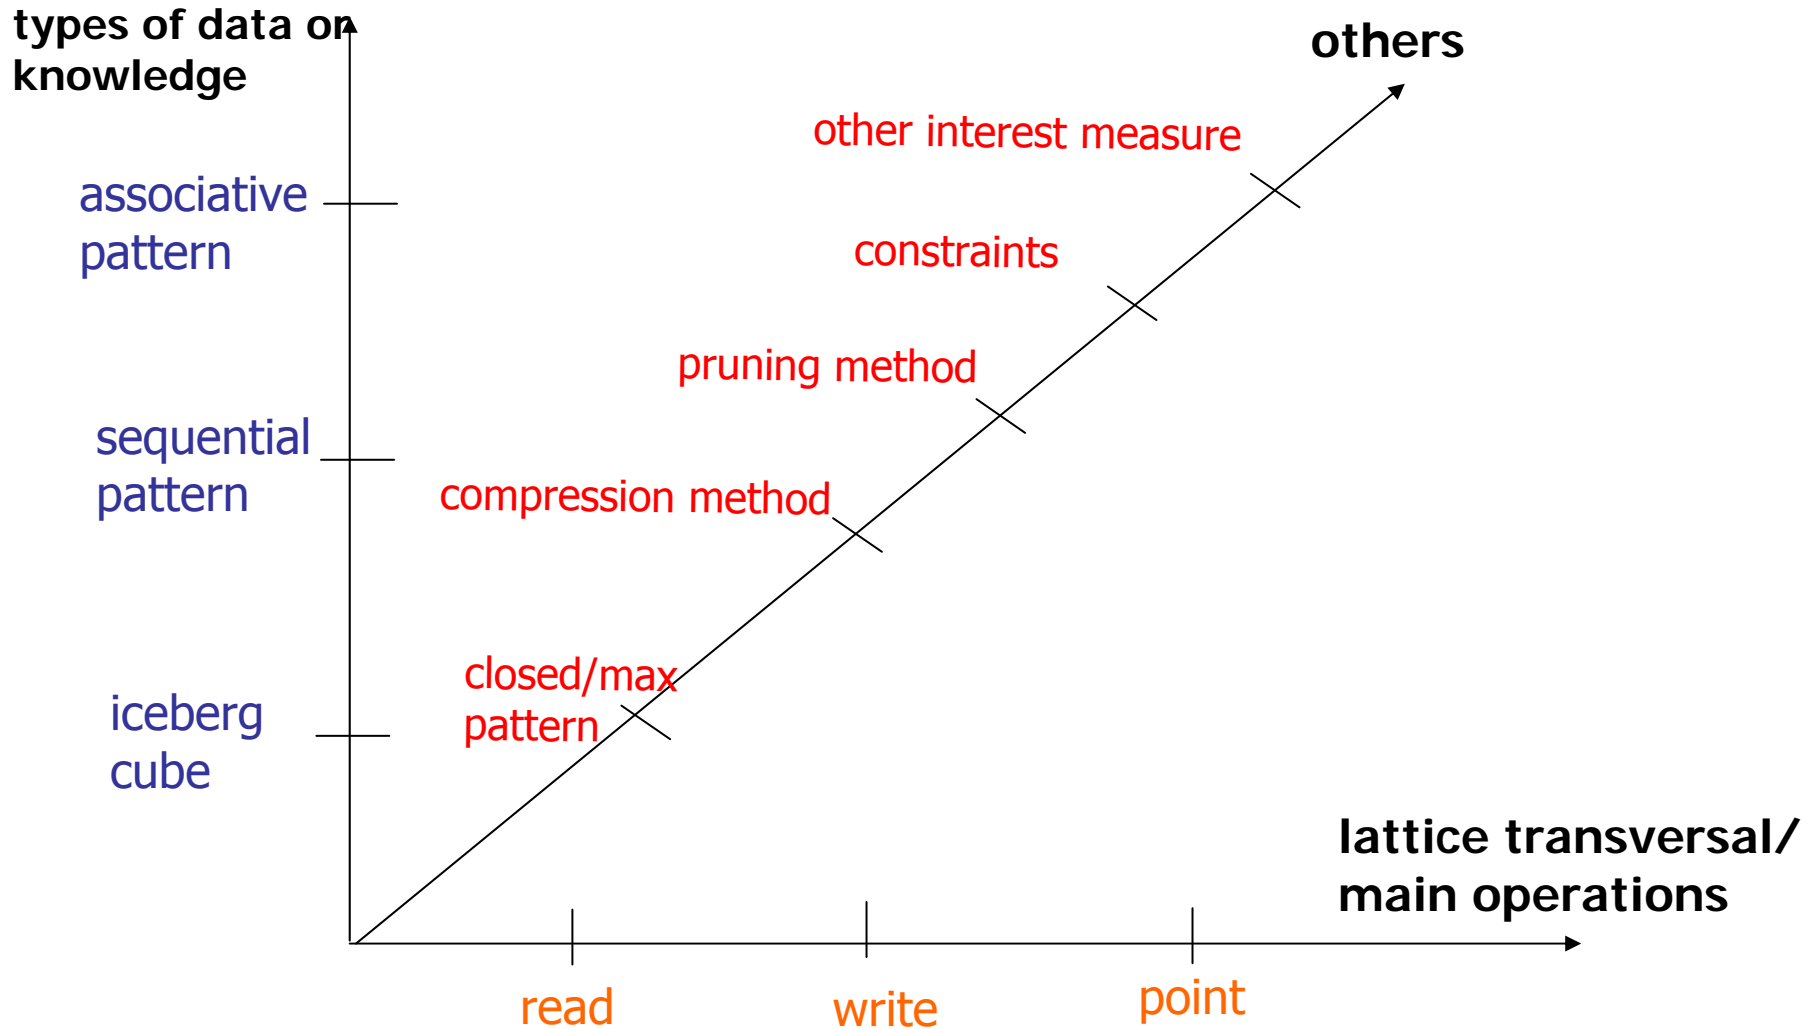 types of data or
knowledge
others
other interest measure
associative
pattern
constraints
pruning method
sequential
pattern
compression method
closed/max
pattern
iceberg
cube
lattice transversal/
main operations
read
write
point